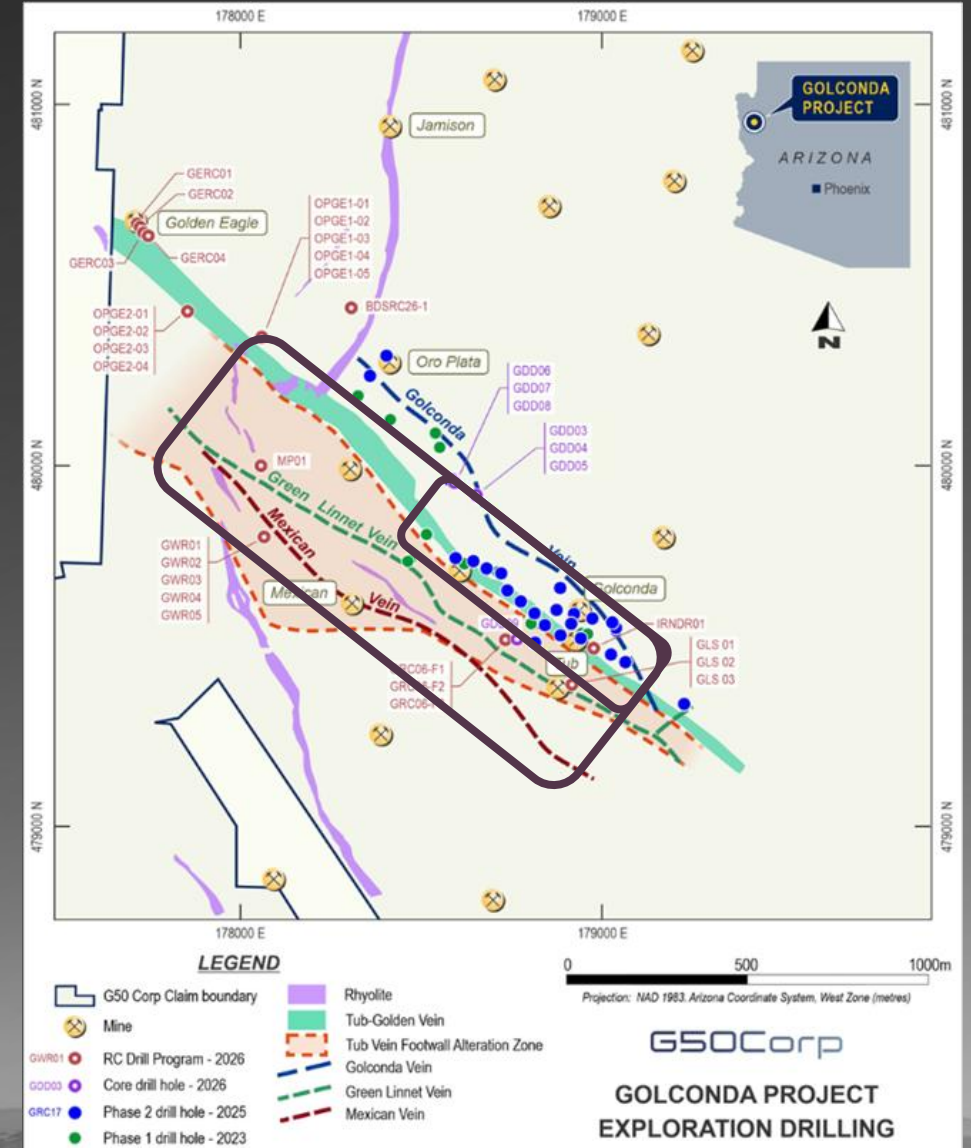 178000 E
179000 E
481000 N
481000 N
GOLCONDA
PROJECT
ARIZONA
Phoenix
Jamison
GERC01
GERC02
Golden Eagle
GERC03
GERC04
OPGE1-01
OPGE1-02
OPGE1-03
OPGE1-04
OPGE1-05
BDSRC26-1
OPGE2-01
OPGE2-02
OPGE2-03
OPGE2-04
N
Oro Plata
Golconda
GDD06
GDD07
GDD08
GDD03
GDD04
GDD05
480000 N
480000 N
MP01
Green Linnet Vein
Mexican
Vein
GWR01
GWR02
GWR03
GWR04
GWR05
Mexican
Vein
Golconda
IRNDR01
Tub
GLS 01
GLS 02
GLS 03
479000 N
479000 N
178000 E
179000 E
LEGEND
G50 Corp Claim boundary
Mine
GWR01 RC Drill Program - 2026
GDD03 Core drill hole - 2026
GRC17 Phase 2 drill hole - 2025
Phase 1 drill hole - 2023
Rhyolite
Tub-Golden Vein
Tub Vein Footwall Alteration Zone
Golconda Vein
Green Linnet Vein
Mexican Vein
0 500 1000m
Projection: NAD 1983. Arizona Coordinate System, West Zone (metres)
G50Corp
GOLCONDA PROJECT
EXPLORATION DRILLING